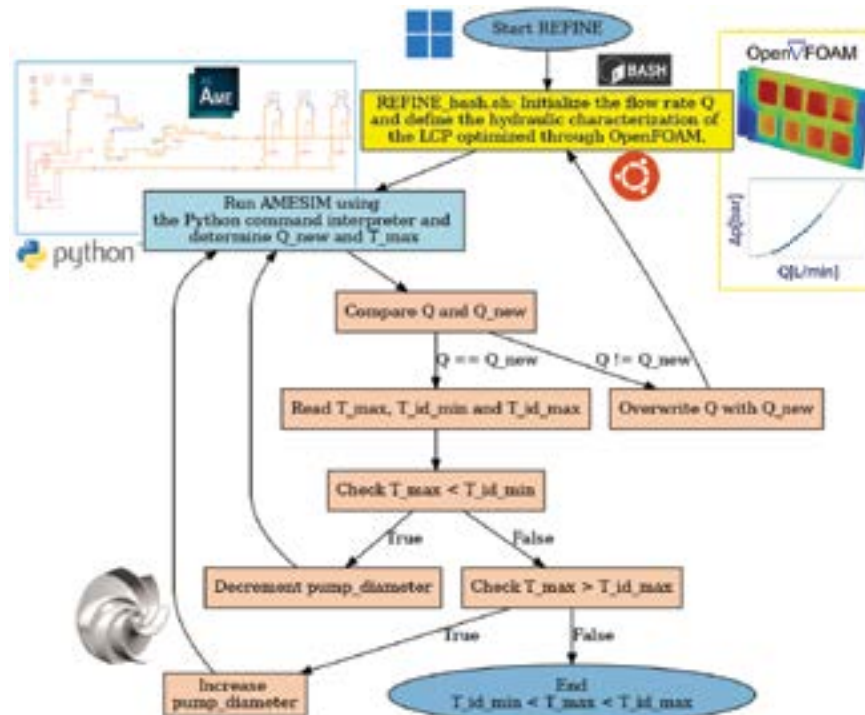 Start REFINE
BASH
OpenFOAM
AME
REFINE_bash.sh: Initialize the flow rate Q
and define the hydraulic characterization of
the LCP optimized through OpenFOAM.
Run AMESIM using
the Python command interpreter and
determine Q_new and T_max
python
Δp[bar]
Q[L/min]
Compare Q and Q_new
Q == Q_new
Q != Q_new
Read T_max, T_id_min and T_id_max
Overwrite Q with Q_new
Check T_max < T_id_min
True
False
Decrement pump_diameter
Check T_max > T_id_max
True
False
Increase
pump_diameter
End
T_id_min < T_max < T_id_max